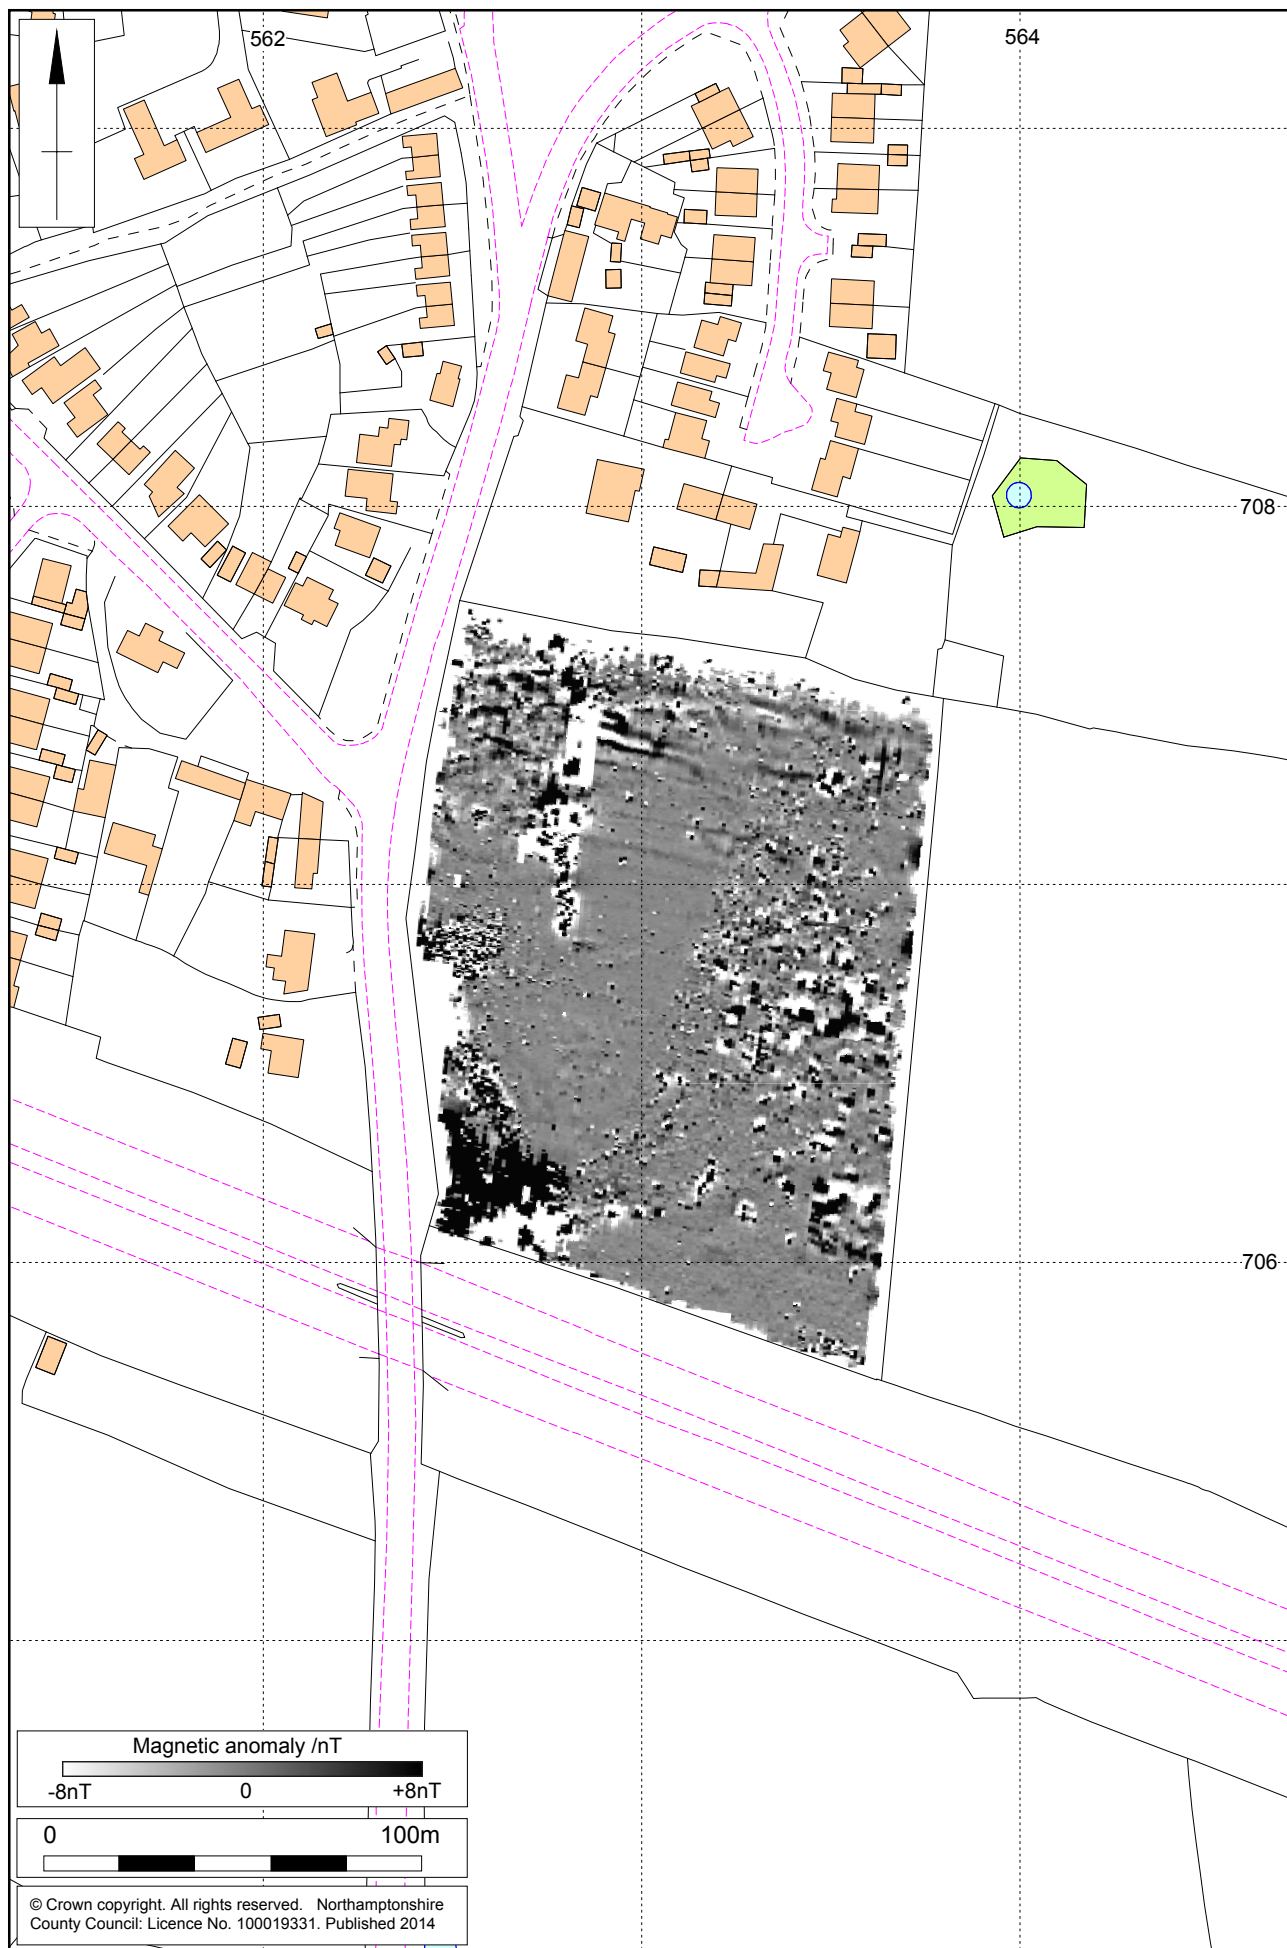 562
564
708
706
Magnetic anomaly /nT
-8nT 0 +8nT
0 100m
© Crown copyright. All rights reserved. Northamptonshire
County Council: Licence No. 100019331. Published 2014